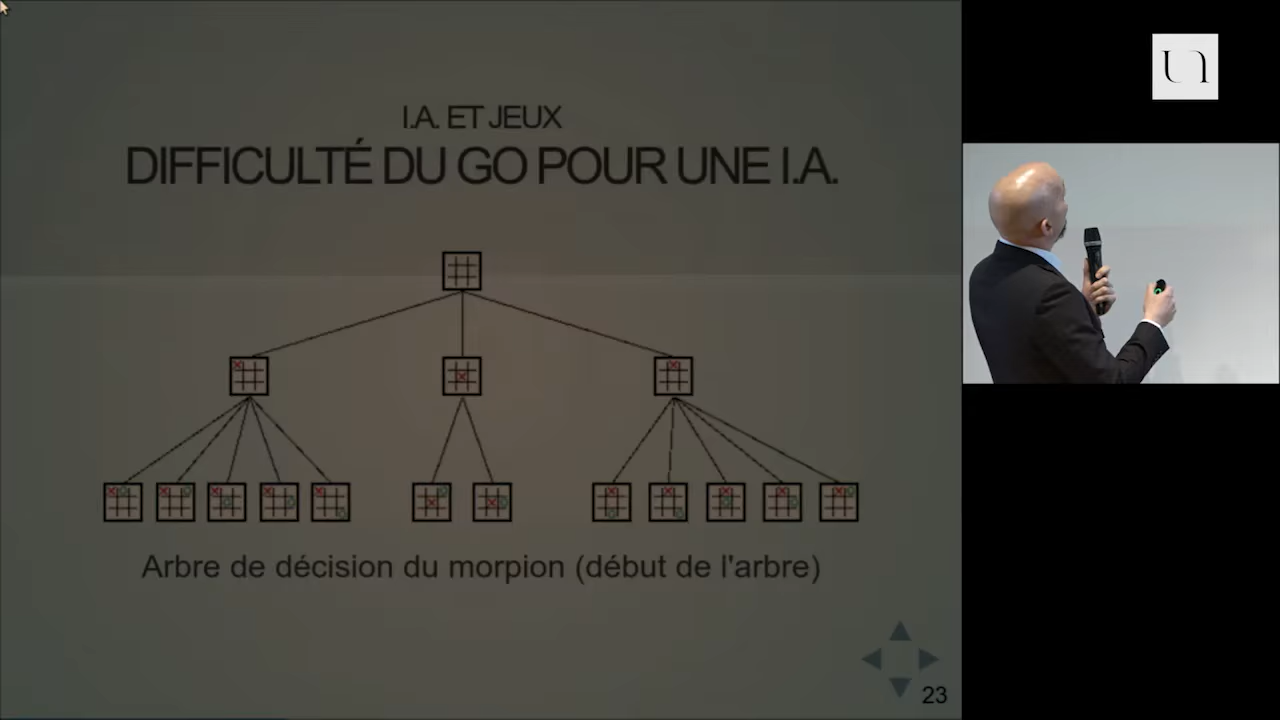 I.A. ET JEUX
DIFFICULTÉ DU GO POUR UNE I.A.
Arbre de décision du morpion (début de l'arbre)
23